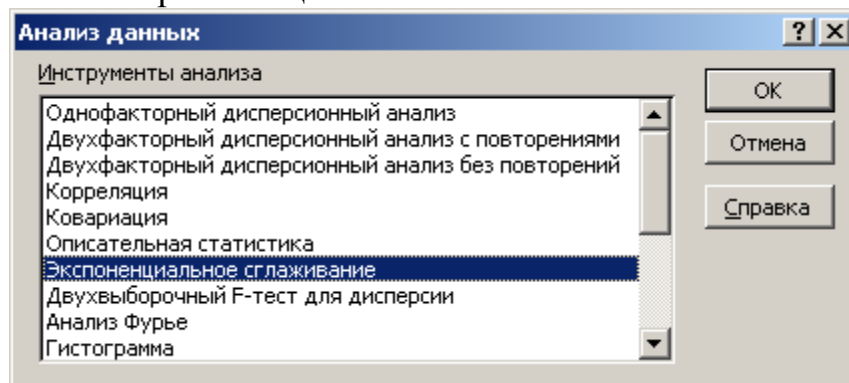 Анализ данных
Инструменты анализа
Однофакторный дисперсионный анализ
Двухфакторный дисперсионный анализ с повторениями
Двухфакторный дисперсионный анализ без повторений
Корреляция
Ковариация
Описательная статистика
Экспоненциальное сглаживание
Двухвыборочный F-тест для дисперсии
Анализ Фурье
Гистограмма
OK
Отмена
Справка